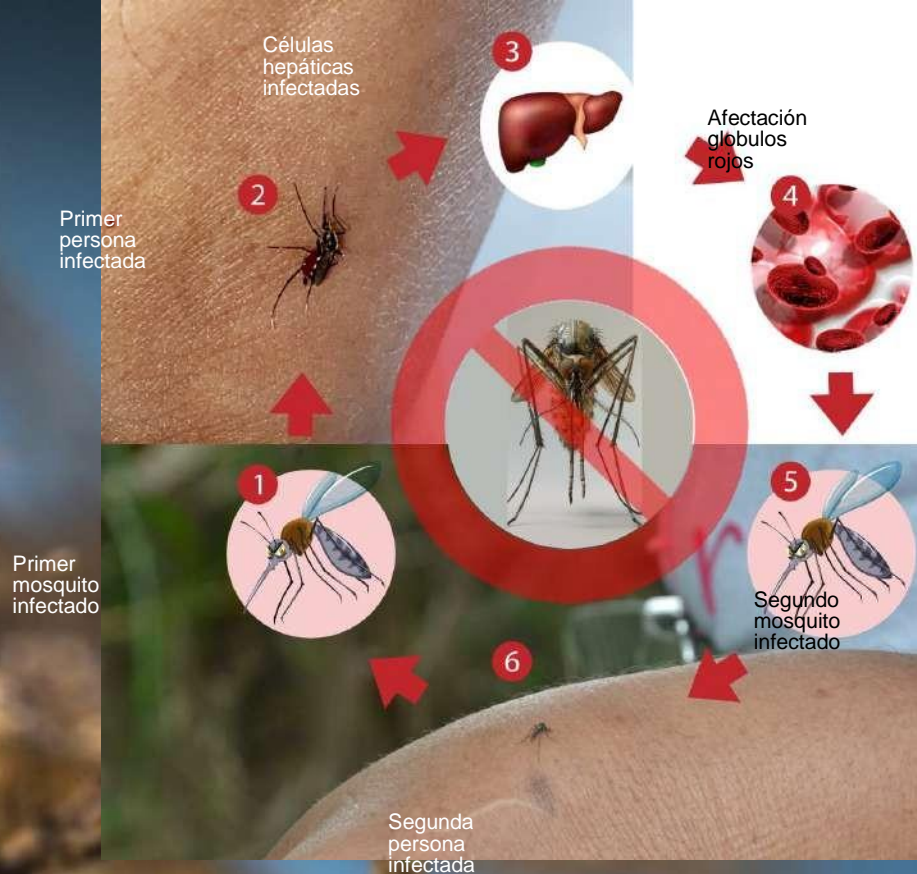 1
Primer
mosquito
infectado
2
Primer
persona
infectada
3
Células
hepáticas
infectadas
4
Afectación
globulos
rojos
5
Segundo
mosquito
infectado
6
Segunda
persona
infectada